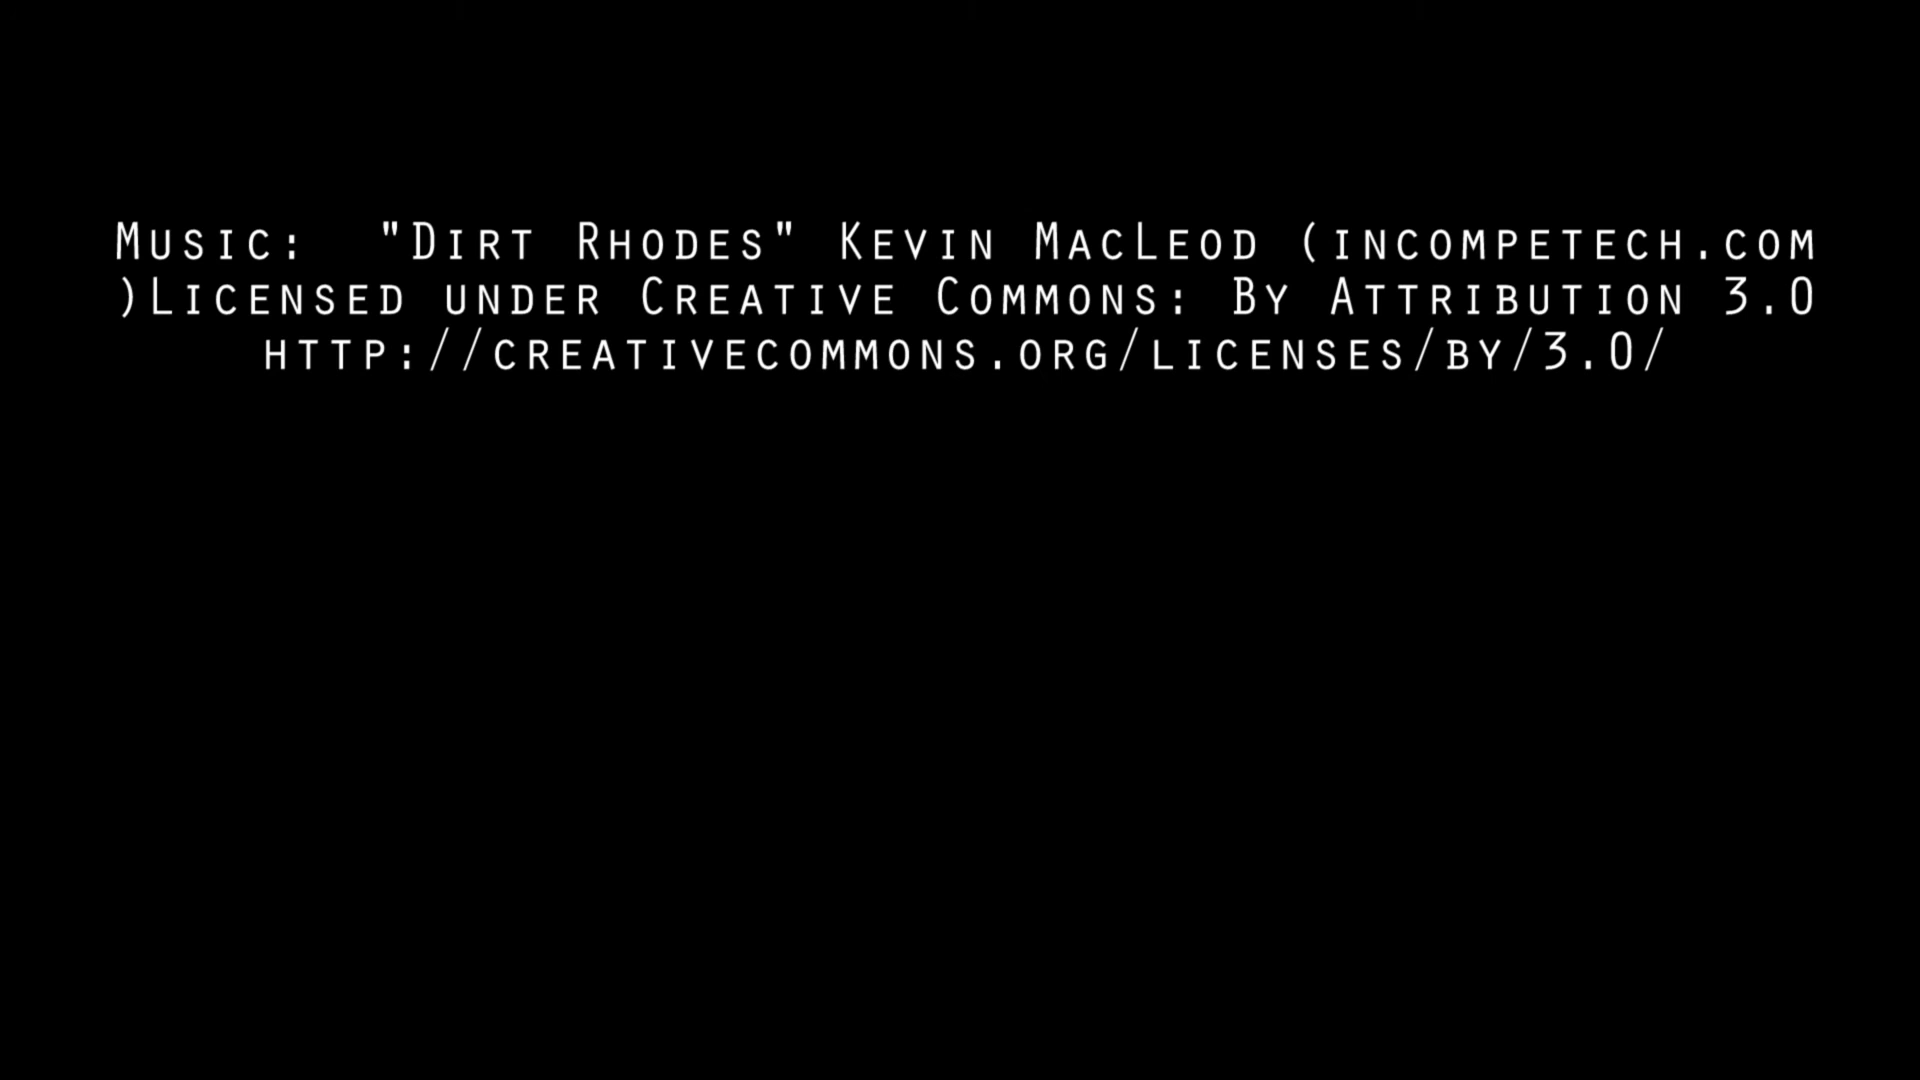 Music:  "Dirt Rhodes" Kevin MacLeod (incompetech.com
)Licensed under Creative Commons: By Attribution 3.0
http://creativecommons.org/licenses/by/3.0/